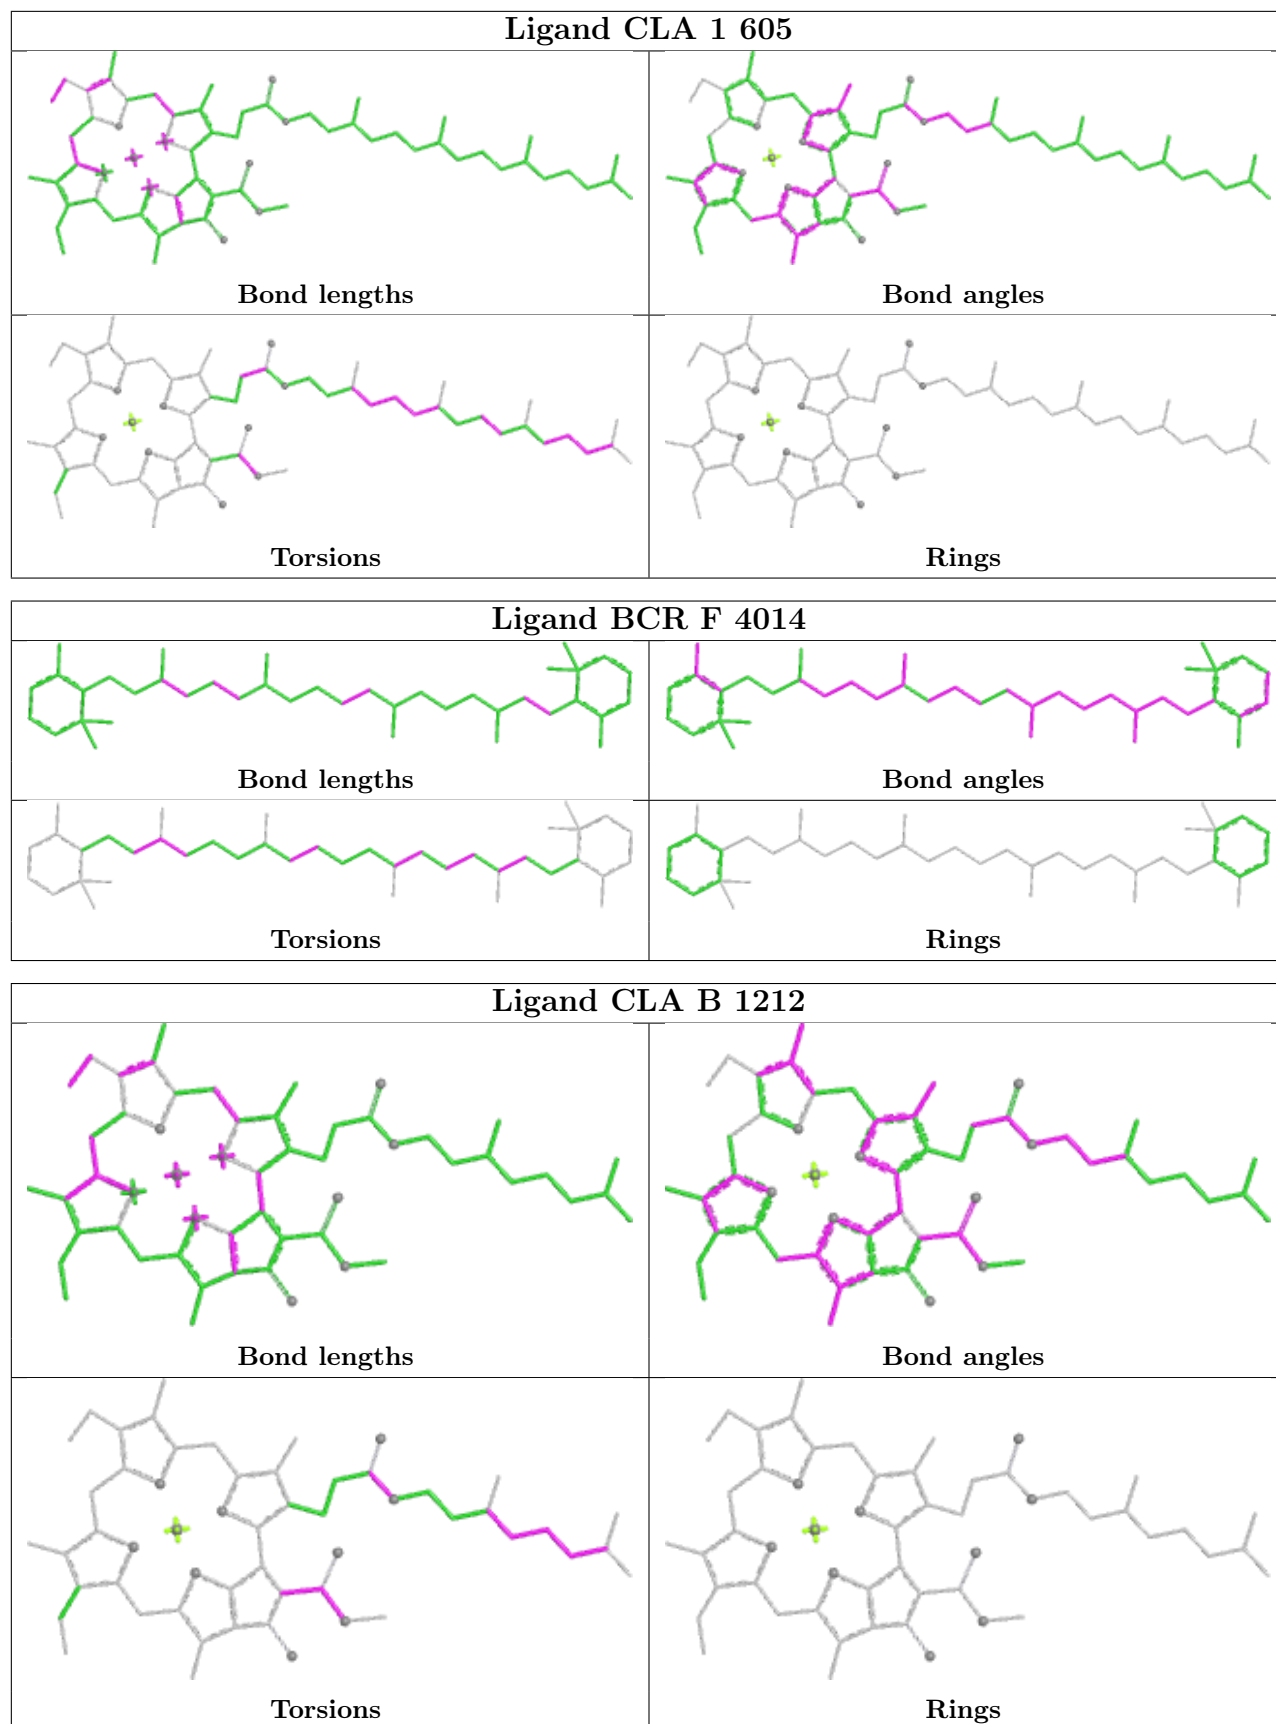 Ligand CLA 1 605
Bond lengths
Bond angles
Torsions
Rings
Ligand BCR F 4014
Bond lengths
Bond angles
Torsions
Rings
Ligand CLA B 1212
Bond lengths
Bond angles
Torsions
Rings